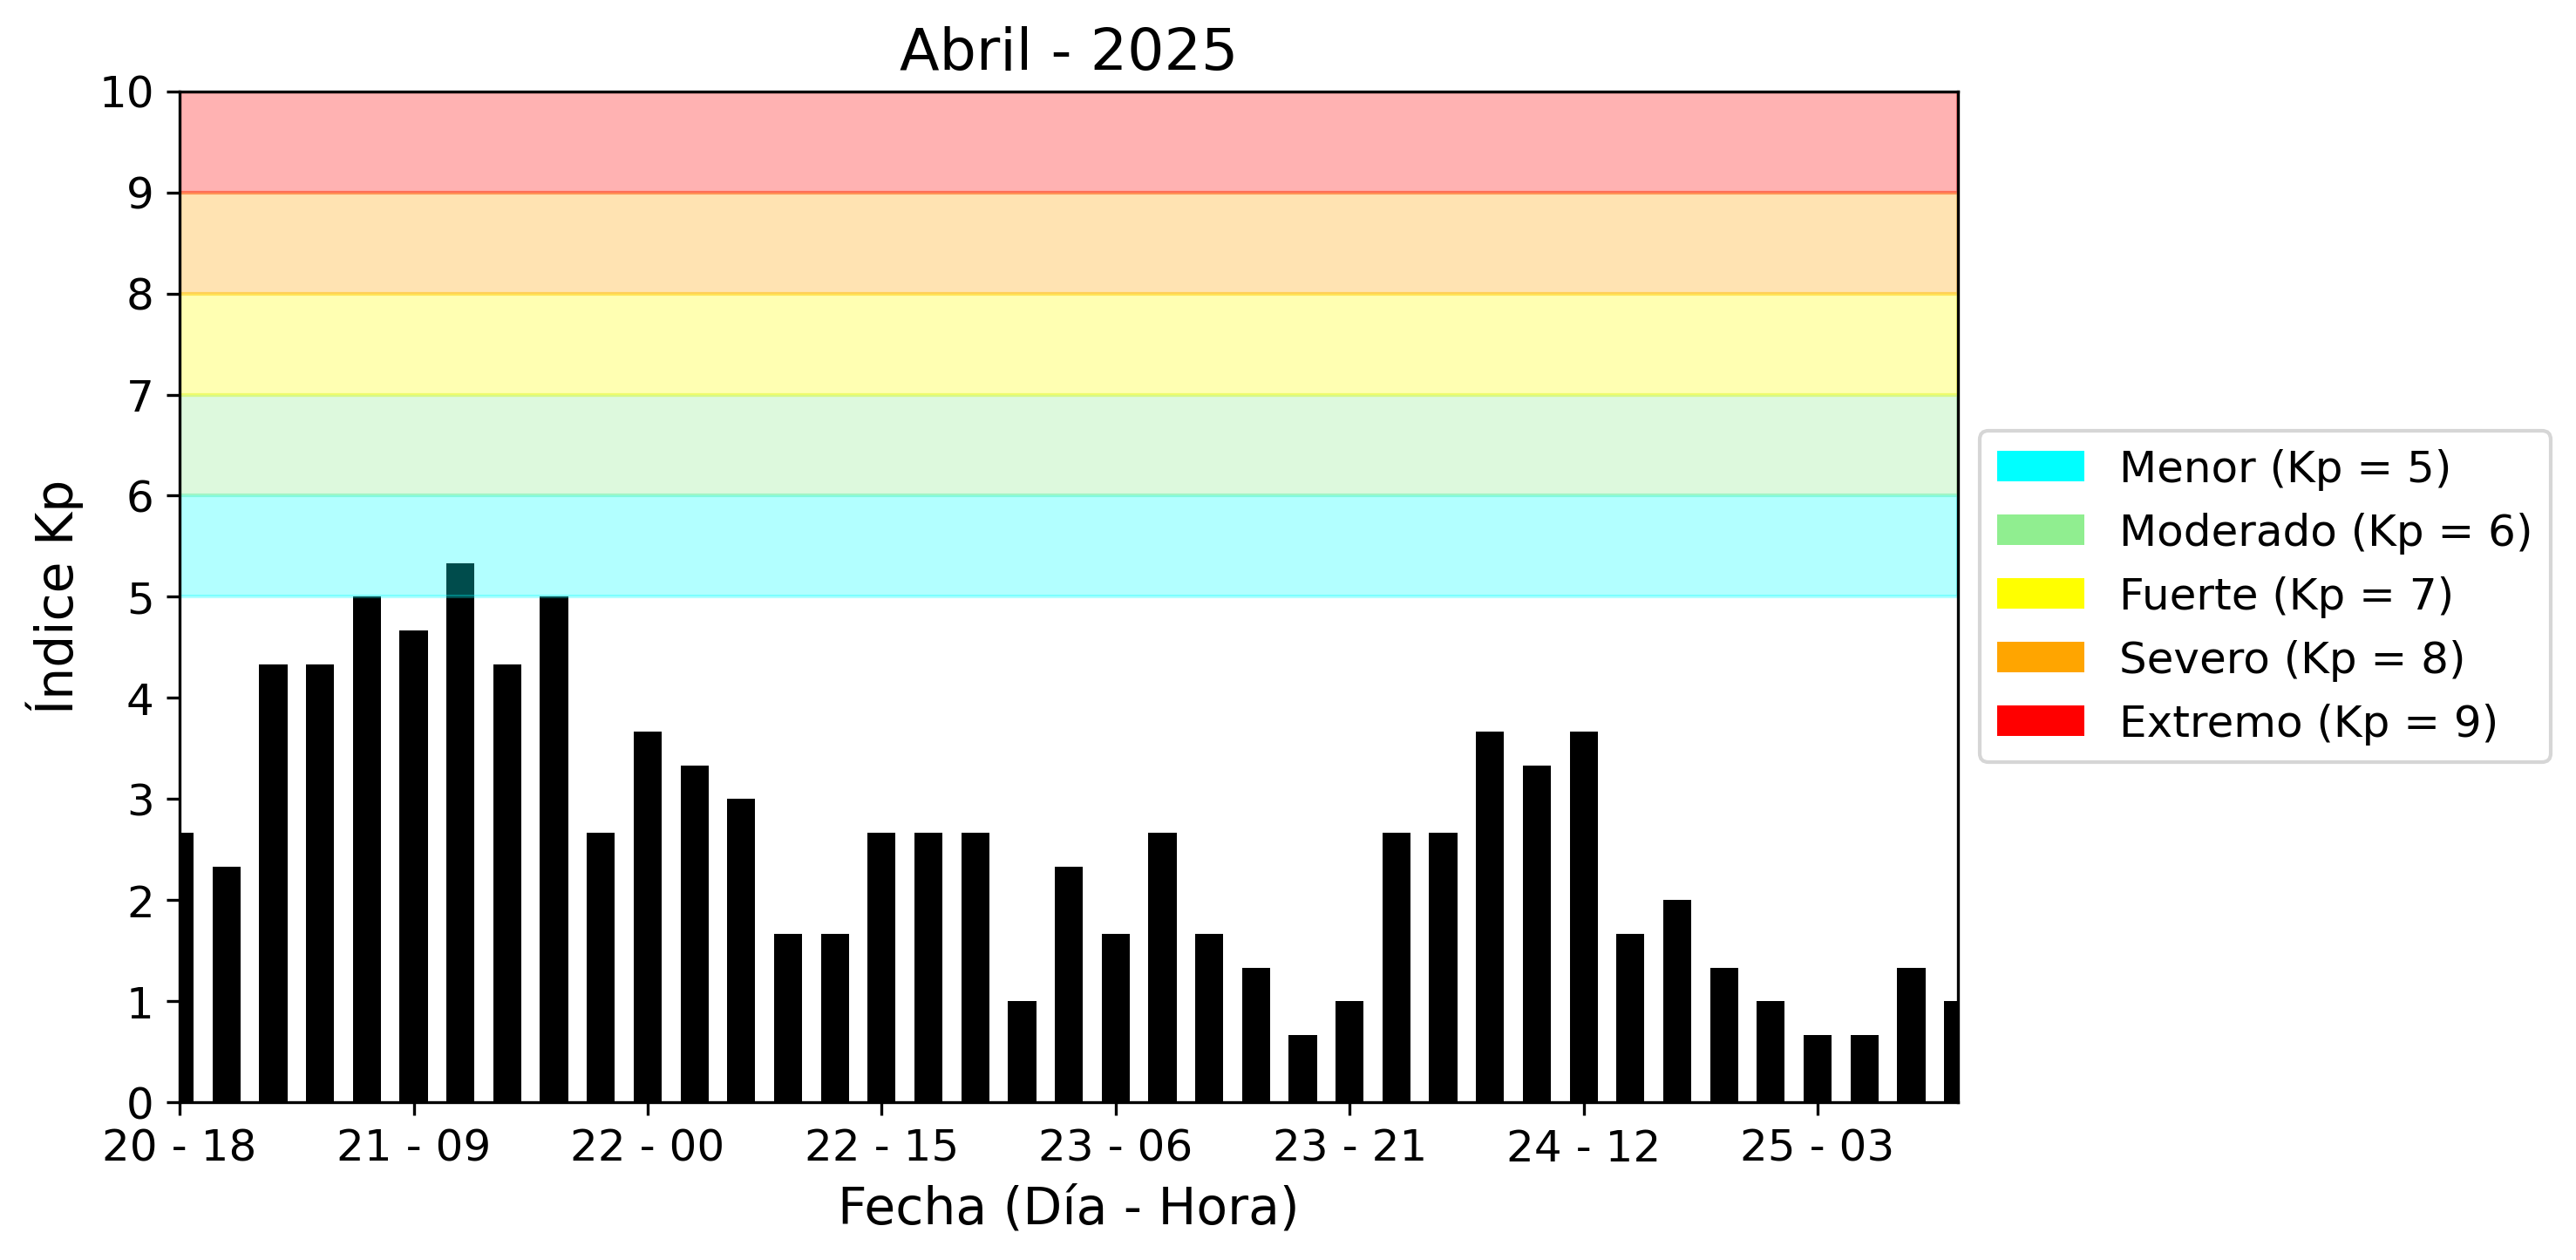 Abril - 2025
10
9
8
7
6
5
4
3
2
1
0
Índice Kp
20 - 18
21 - 09
22 - 00
22 - 15
23 - 06
23 - 21
24 - 12
25 - 03
Fecha (Día - Hora)
Menor (Kp = 5)
Moderado (Kp = 6)
Fuerte (Kp = 7)
Severo (Kp = 8)
Extremo (Kp = 9)